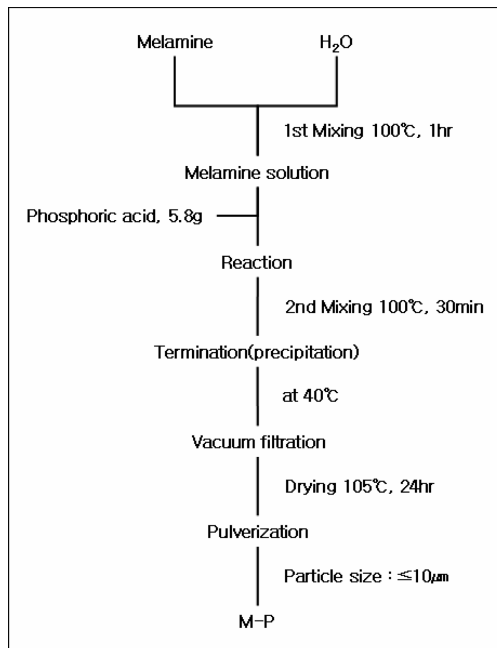 Melamine
H₂O
1st Mixing 100℃, 1hr
Melamine solution
Phosphoric acid, 5.8g
Reaction
2nd Mixing 100℃, 30min
Termination(precipitation)
at 40℃
Vacuum filtration
Drying 105℃, 24hr
Pulverization
Particle size : ≤10㎛
M-P